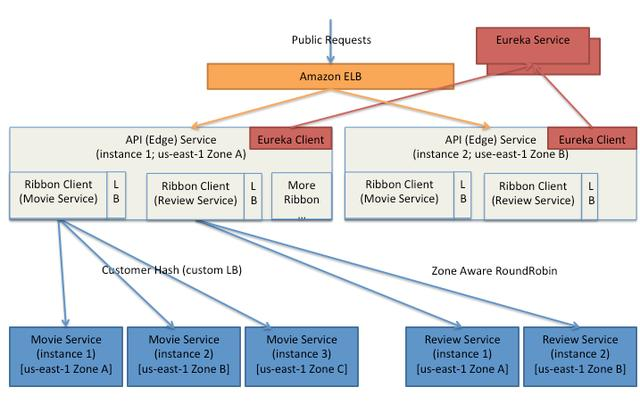 Public Requests
Eureka Service
Amazon ELB
API (Edge) Service
(instance 1; us-east-1 Zone A)
Eureka Client
Ribbon Client
(Movie Service)
L
B
Ribbon Client
(Review Service)
L
B
More
Ribbon
...
API (Edge) Service
(instance 2; use-east-1 Zone B)
Eureka Client
Ribbon Client
(Movie Service)
L
B
Ribbon Client
(Review Service)
L
B
Customer Hash (custom LB)
Zone Aware RoundRobin
Movie Service
(instance 1)
[us-east-1 Zone A]
Movie Service
(instance 2)
[us-east-1 Zone B]
Movie Service
(instance 3)
[us-east-1 Zone C]
Review Service
(instance 1)
[us-east-1 Zone A]
Review Service
(instance 2)
[us-east-1 Zone B]